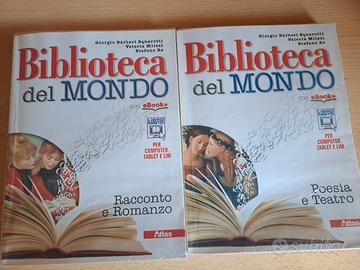 Giorgio Bàrberi Squarotti
Valeria Milesi
Stefano Re
Biblioteca
del MONDO
con eBook+
PER
COMPUTER,
TABLET E LIM
Racconto
e Romanzo
Atlas
Giorgio Bàrberi Squarotti
Valeria Milesi
Stefano Re
Biblioteca
del MONDO
con eBook+
PER
COMPUTER,
TABLET E LIM
Poesia
e Teatro
Atlas
subito.it